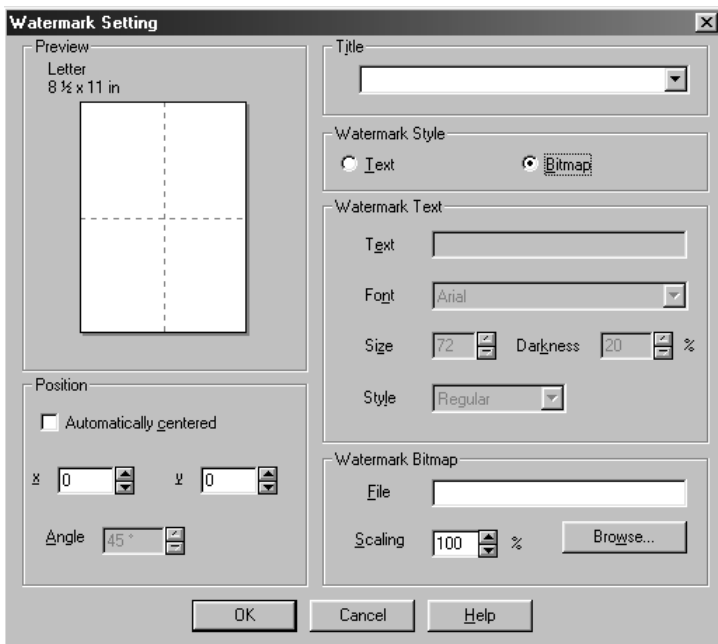 Watermark Setting
Preview
Letter
8 ½ x 11 in
Title
Watermark Style
Text
Bitmap
Watermark Text
Text
Font
Arial
Size
72
Darkness
20
%
Style
Regular
Position
Automatically centered
x
0
y
0
Angle
45 °
Watermark Bitmap
File
Scaling
100
%
Browse...
OK
Cancel
Help